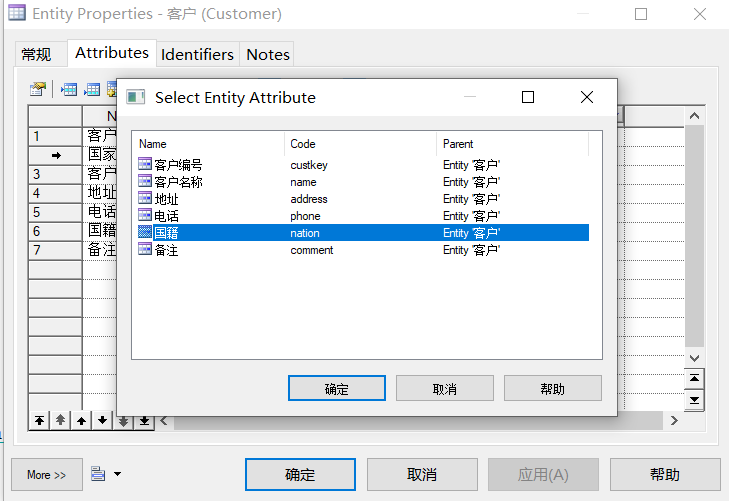 Entity Properties - 客户 (Customer)
常规 Attributes Identifiers Notes
Select Entity Attribute
N
1 客户
国家
3 客户
4 地址
5 电话
6 国籍
7 备注
Name Code Parent
客户编号 custkey Entity '客户'
客户名称 name Entity '客户'
地址 address Entity '客户'
电话 phone Entity '客户'
国籍 nation Entity '客户'
备注 comment Entity '客户'
确定 取消 帮助
More >> 确定 取消 应用(A) 帮助